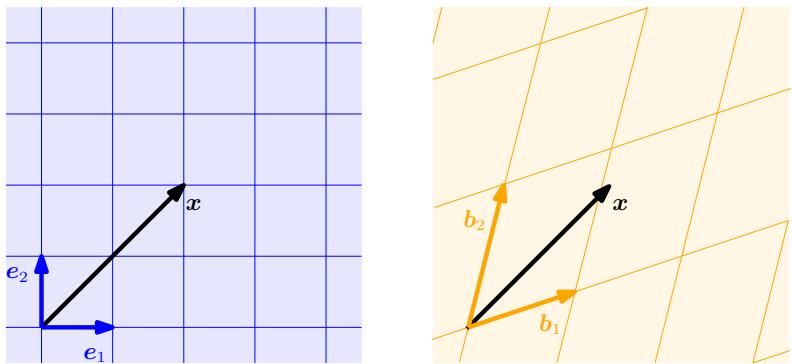 x
e₂
e₁
x
b₂
b₁